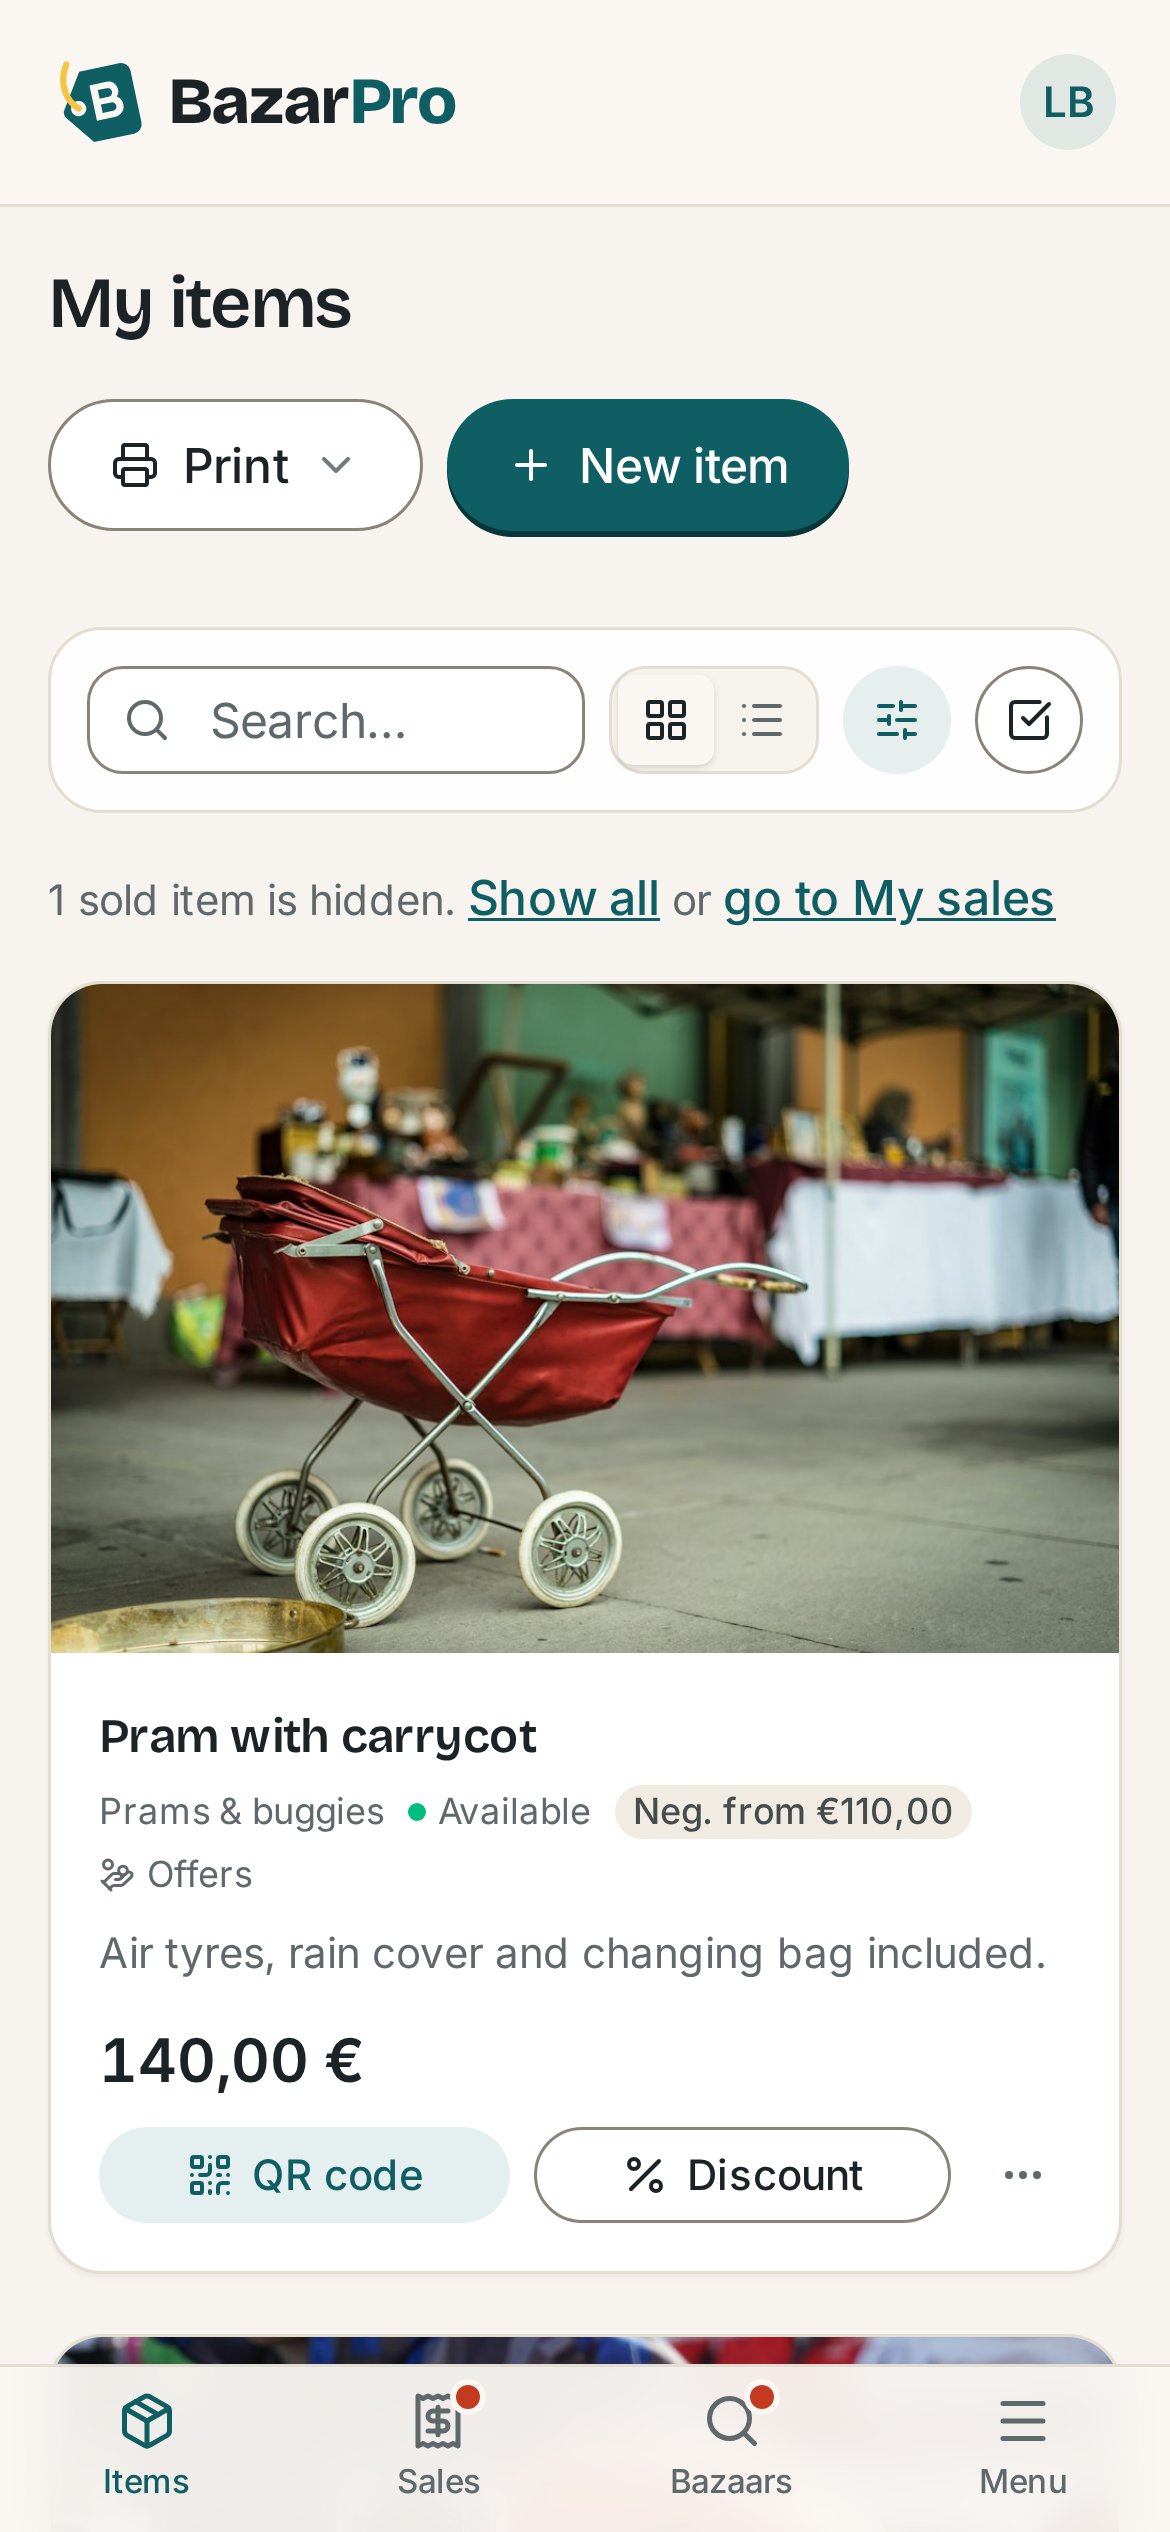 B BazarPro
LB
My items
Print
New item
Search...
1 sold item is hidden. Show all or go to My sales
Pram with carrycot
Prams & buggies Available Neg. from €110,00
Offers
Air tyres, rain cover and changing bag included.
140,00 €
QR code
Discount
Items
Sales
Bazaars
Menu